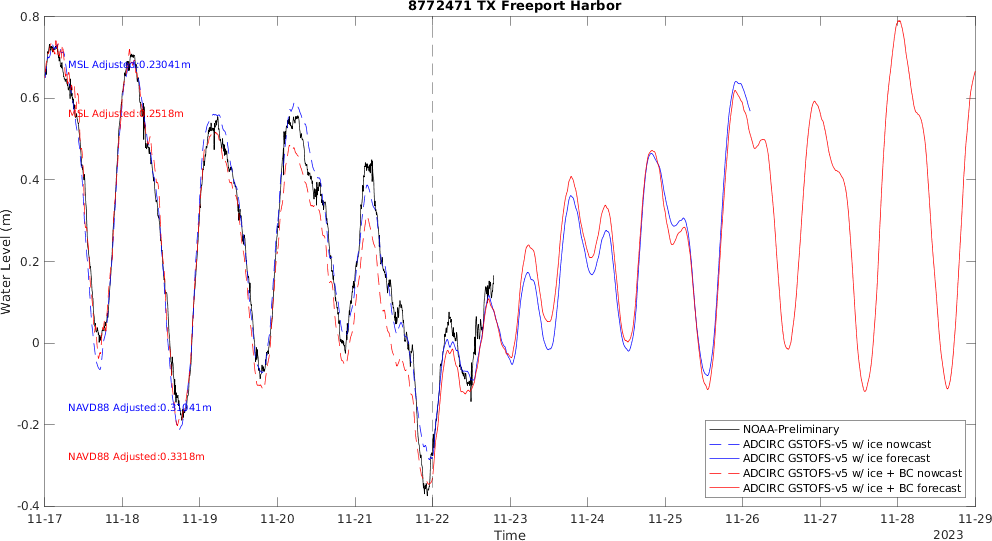 8772471 TX Freeport Harbor
0.8
0.6
0.4
0.2
0
-0.2
-0.4
Water Level (m)
MSL Adjusted:0.23041m
MSL Adjusted:0.2518m
NAVD88 Adjusted:0.31041m
NAVD88 Adjusted:0.3318m
NOAA-Preliminary
ADCIRC GSTOFS-v5 w/ ice nowcast
ADCIRC GSTOFS-v5 w/ ice forecast
ADCIRC GSTOFS-v5 w/ ice + BC nowcast
ADCIRC GSTOFS-v5 w/ ice + BC forecast
11-17 11-18 11-19 11-20 11-21 11-22 11-23 11-24 11-25 11-26 11-27 11-28 11-29
Time
2023